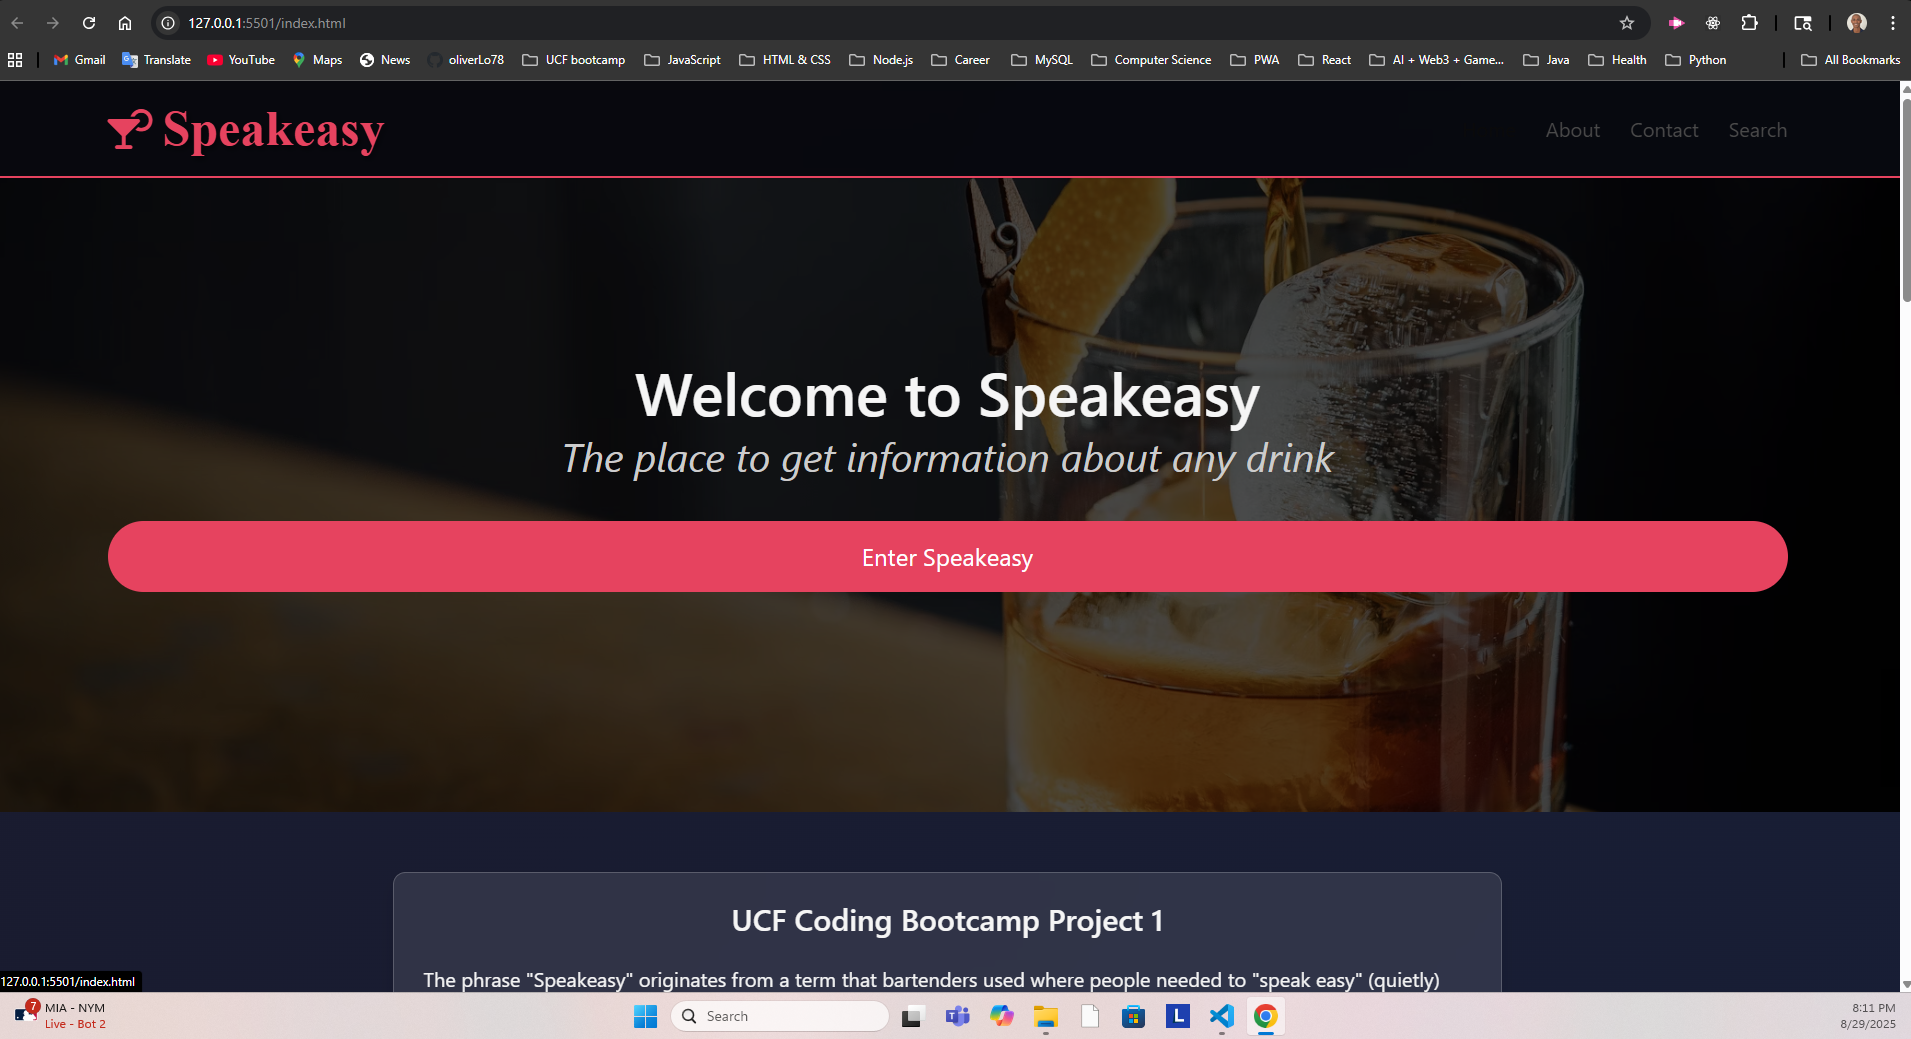 127.0.0.1:5501/index.html
Gmail Translate YouTube Maps News oliverLo78 UCF bootcamp JavaScript HTML & CSS Node.js Career MySQL Computer Science PWA React AI + Web3 + Game... Java Health Python All Bookmarks
Speakeasy About Contact Search
Welcome to Speakeasy
The place to get information about any drink
Enter Speakeasy
UCF Coding Bootcamp Project 1
The phrase "Speakeasy" originates from a term that bartenders used where people needed to "speak easy" (quietly)
127.0.0.1:5501/index.html
7
MIA - NYM
Live - Bot 2
Search
T
L
8:11 PM
8/29/2025